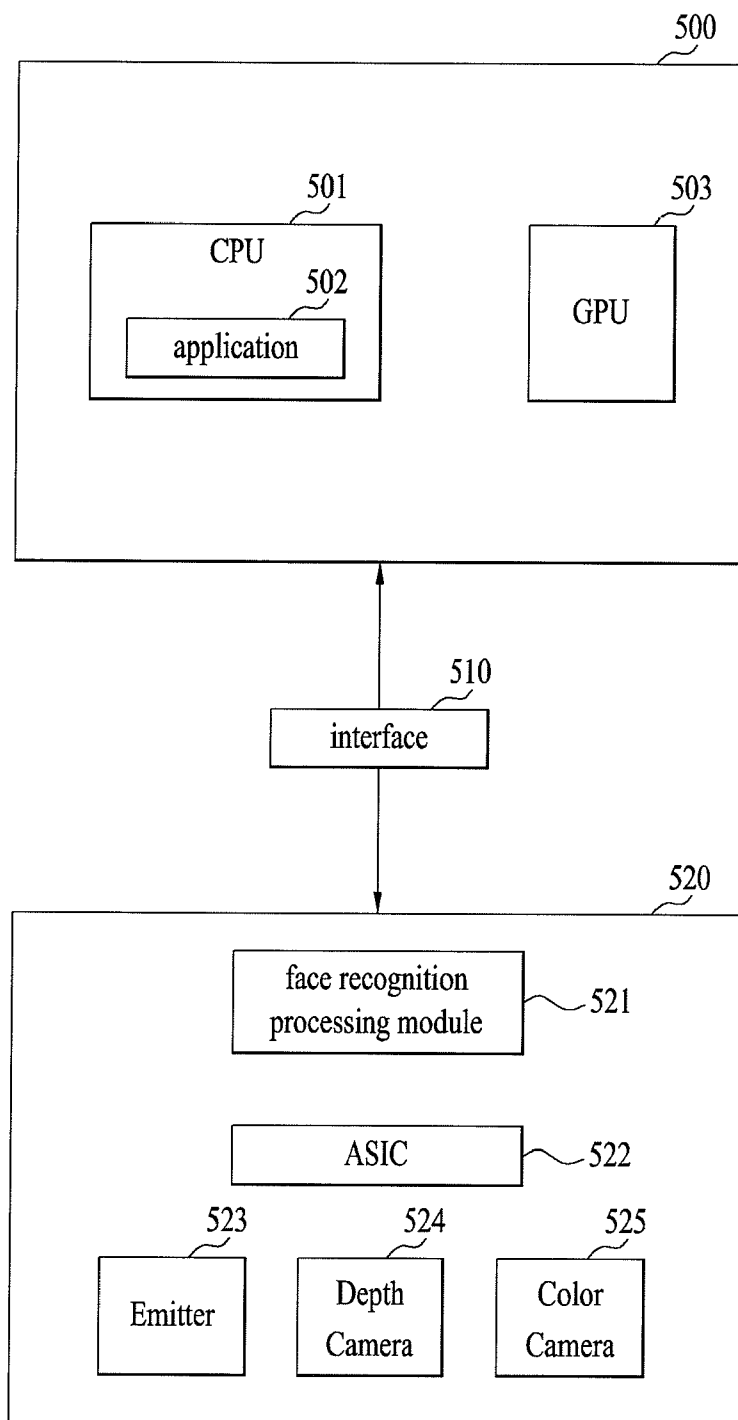 500
501
503
CPU
502
GPU
application
510
interface
520
face recognition
processing module
521
ASIC
522
523
524
525
Emitter
Depth
Camera
Color
Camera